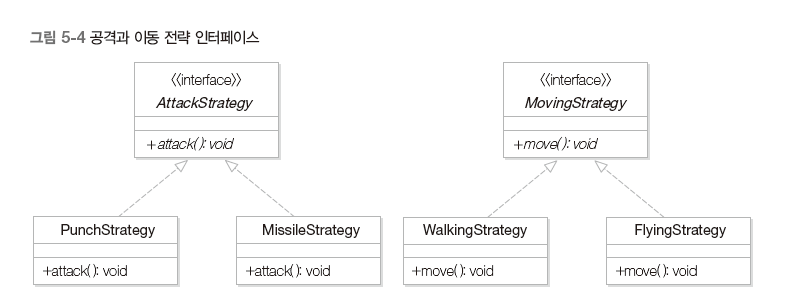 그림 5-4 공격과 이동 전략 인터페이스
《interface》
AttackStrategy
+attack(): void
《interface》
MovingStrategy
+move(): void
PunchStrategy
+attack(): void
MissileStrategy
+attack(): void
WalkingStrategy
+move(): void
FlyingStrategy
+move(): void